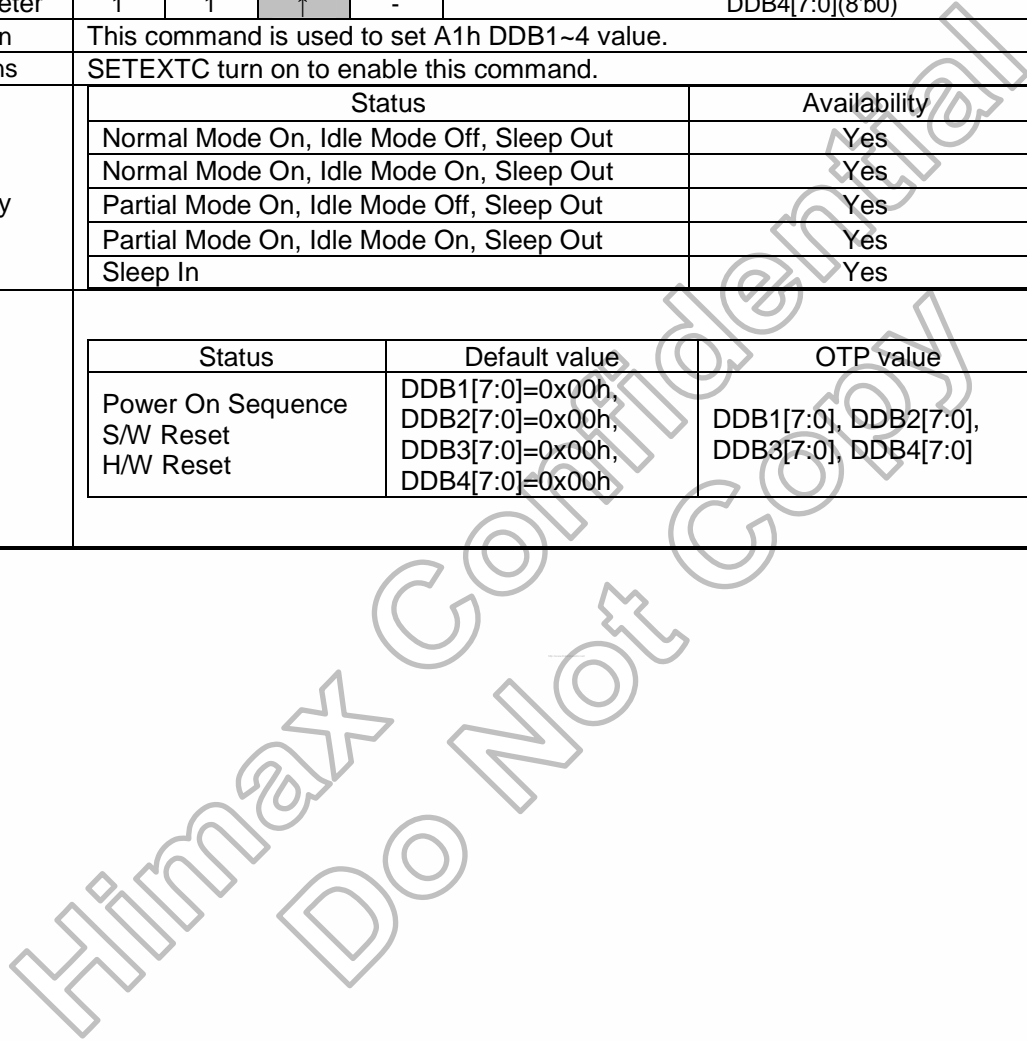 eter 1 1 ↑ - DDB4[7:0](8'b0)
n This command is used to set A1h DDB1~4 value.
ns SETEXTC turn on to enable this command.
Status Availability
Normal Mode On, Idle Mode Off, Sleep Out Yes
Normal Mode On, Idle Mode On, Sleep Out Yes
Partial Mode On, Idle Mode Off, Sleep Out Yes
y
Partial Mode On, Idle Mode On, Sleep Out Yes
Sleep In Yes
Status Default value OTP value
Power On Sequence
S/W Reset
H/W Reset
DDB1[7:0]=0x00h,
DDB2[7:0]=0x00h,
DDB3[7:0]=0x00h,
DDB4[7:0]=0x00h
DDB1[7:0], DDB2[7:0],
DDB3[7:0], DDB4[7:0]
Himax Confidential
Do Not Copy